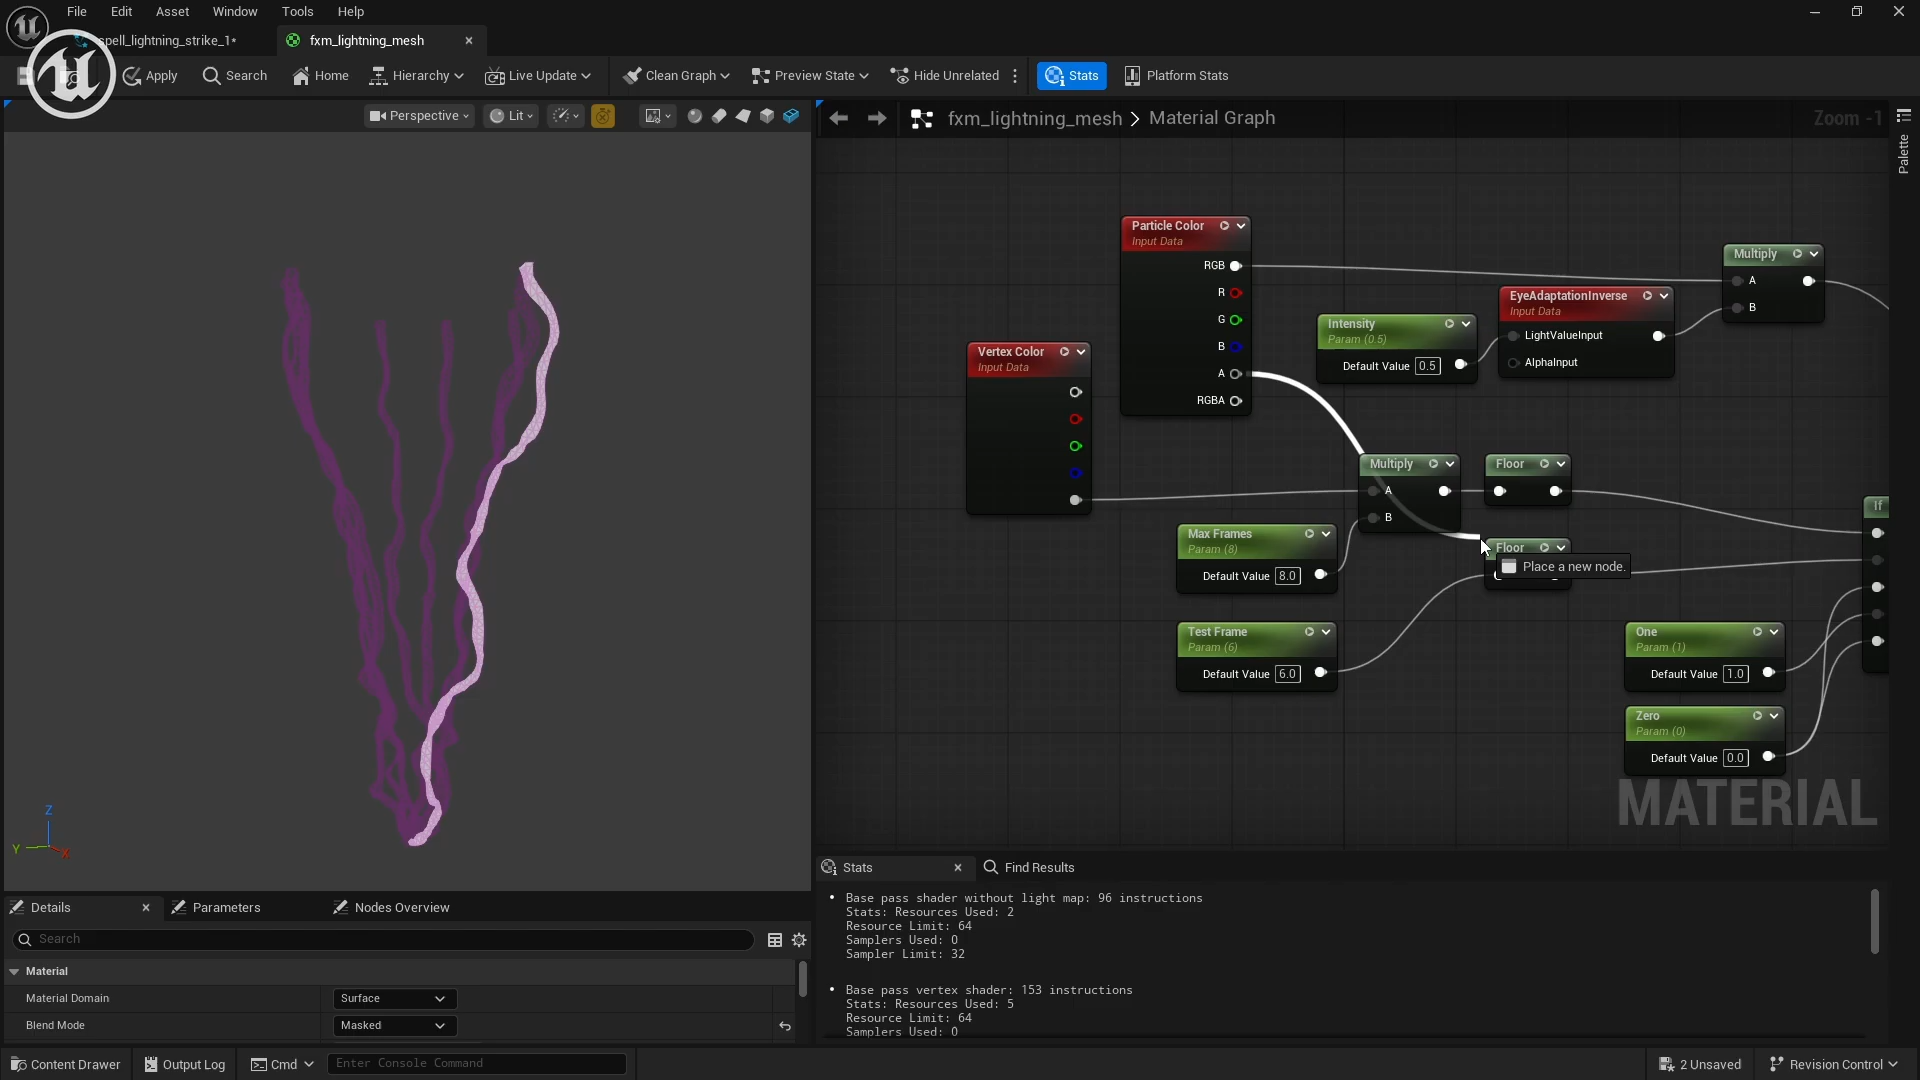 File Edit Asset Window Tools Help
spell_lightning_strike_1*
fxm_lightning_mesh
Apply
Search
Home
Hierarchy
Live Update
Clean Graph
Preview State
Hide Unrelated
Stats
Platform Stats
Perspective
Lit
fxm_lightning_mesh > Material Graph
Zoom -1
Palette
Particle Color
Input Data
RGB
R
G
B
A
RGBA
Multiply
A
B
EyeAdaptationInverse
Input Data
LightValueInput
AlphaInput
Intensity
Param (0.5)
Default Value 0.5
Vertex Color
Input Data
Multiply
A
B
Floor
If
Max Frames
Param (8)
Default Value 8.0
Floor
Place a new node.
Test Frame
Param (6)
Default Value 6.0
One
Param (1)
Default Value 1.0
Zero
Param (0)
Default Value 0.0
MATERIAL
Z
Y
X
Stats
Find Results
Base pass shader without light map: 96 instructions
Stats: Resources Used: 2
Resource Limit: 64
Samplers Used: 0
Sampler Limit: 32
Base pass vertex shader: 153 instructions
Stats: Resources Used: 5
Resource Limit: 64
Samplers Used: 0
Details
Parameters
Nodes Overview
Search
Material
Material Domain
Surface
Blend Mode
Masked
Content Drawer
Output Log
Cmd
Enter Console Command
2 Unsaved
Revision Control